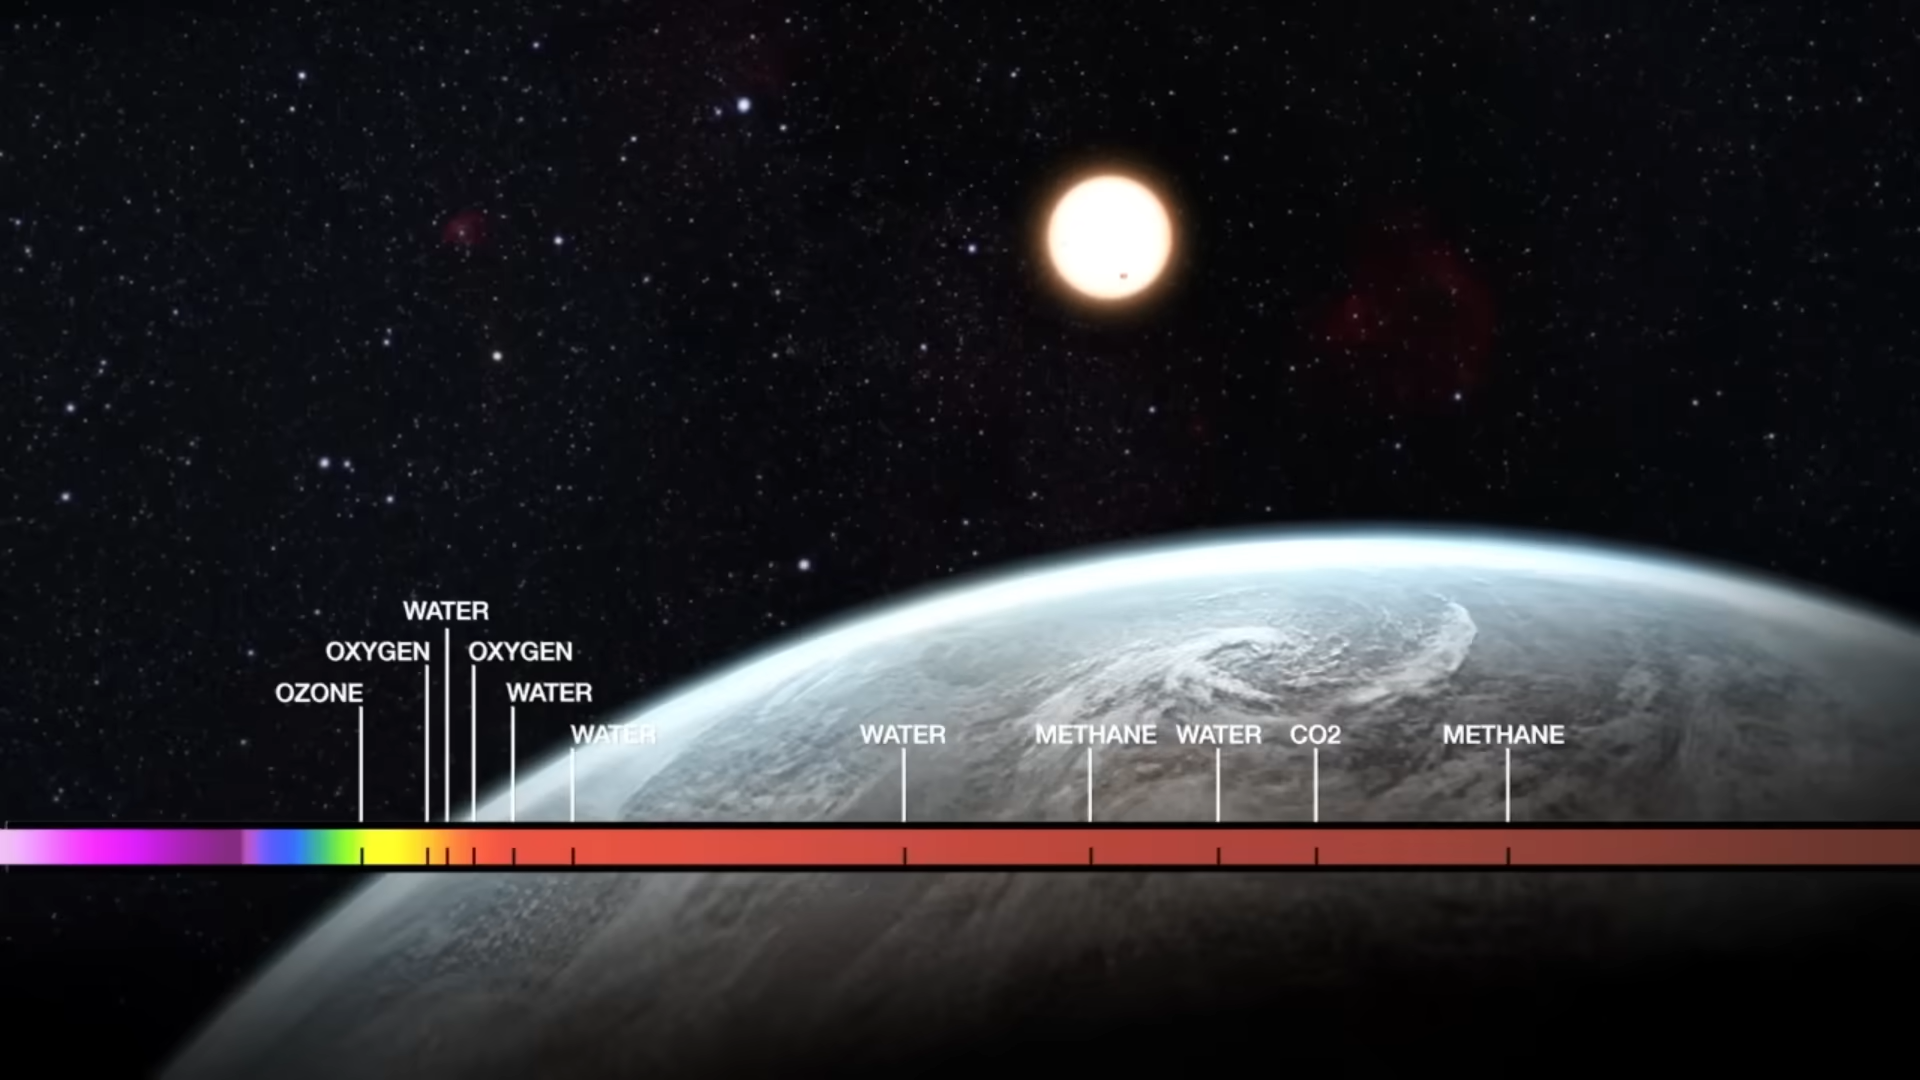 WATER
OXYGEN OXYGEN
OZONE WATER
WATER WATER METHANE WATER CO2 METHANE